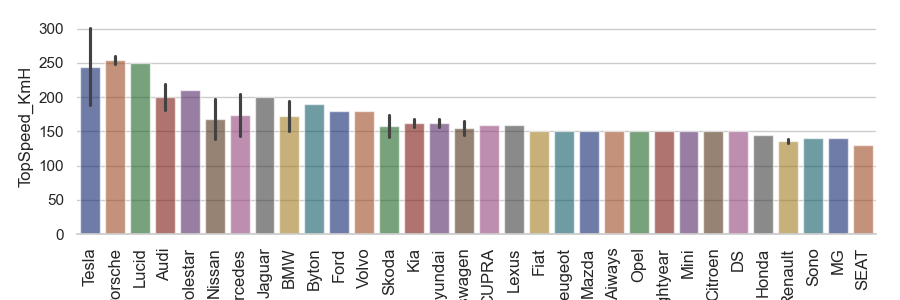 300
250
200
150
100
50
0
TopSpeed_KmH
Tesla
orsche
Lucid
Audi
olestar
Nissan
rcedes
Jaguar
BMW
Byton
Ford
Volvo
Skoda
Kia
yundai
swagen
CUPRA
Lexus
Fiat
eugeot
Mazda
Aiways
Opel
ghtyear
Mini
Citroen
DS
Honda
Renault
Sono
MG
SEAT